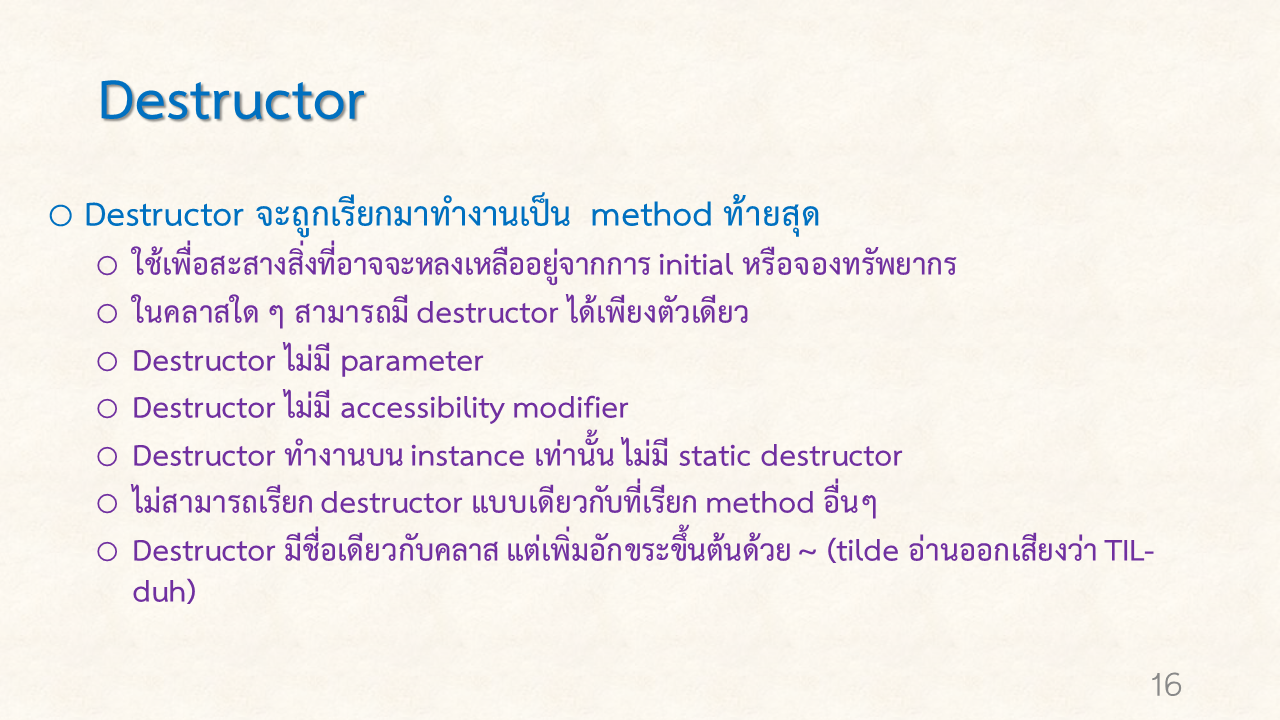 Destructor
Destructor จะถูกเรียกมาทำงานเป็น method ท้ายสุด
ใช้เพื่อสะสางสิ่งที่อาจจะหลงเหลืออยู่จากการ initial หรือจองทรัพยากร
ในคลาสใด ๆ สามารถมี destructor ได้เพียงตัวเดียว
Destructor ไม่มี parameter
Destructor ไม่มี accessibility modifier
Destructor ทำงานบน instance เท่านั้น ไม่มี static destructor
ไม่สามารถเรียก destructor แบบเดียวกับที่เรียก method อื่นๆ
Destructor มีชื่อเดียวกับคลาส แต่เพิ่มอักขระขึ้นต้นด้วย ~ (tilde อ่านออกเสียงว่า TIL-
duh)
16